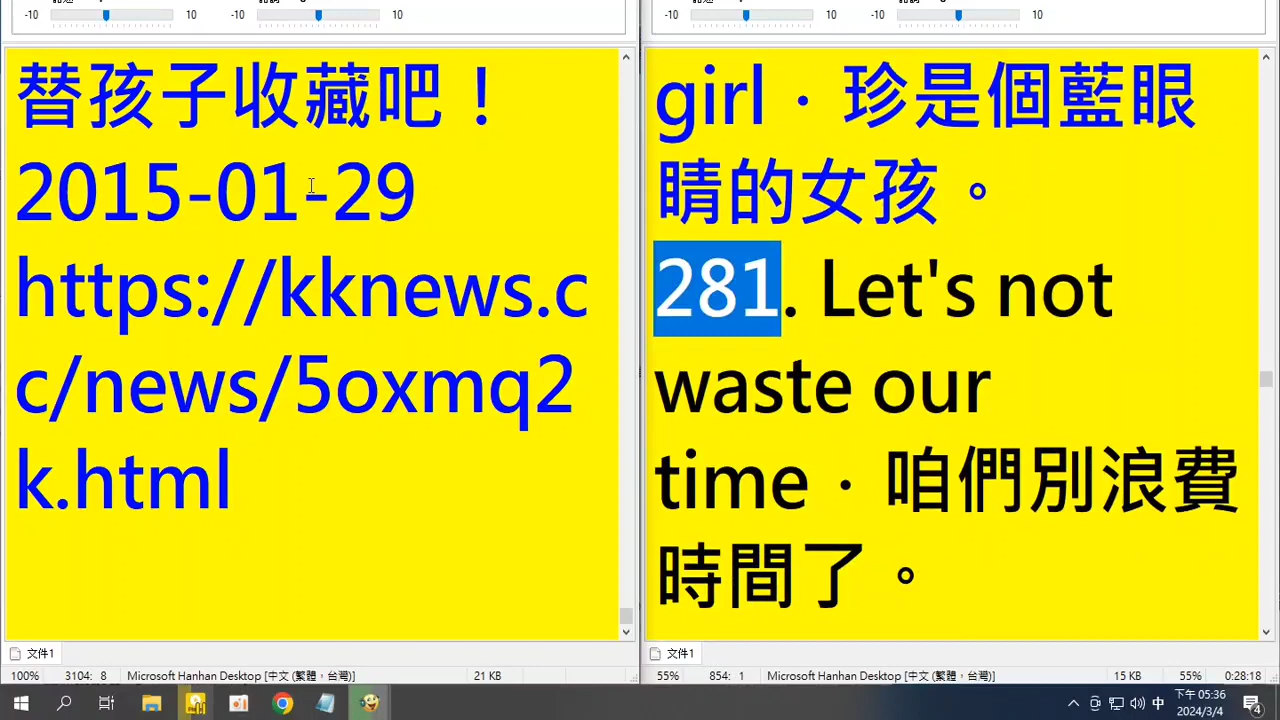 -10
10
-10
10
替孩子收藏吧！
2015-01-29
https://kknews.c
c/news/5oxmq2
k.html
文件1
100%
3104: 8
Microsoft Hanhan Desktop [中文 (繁體，台灣)]
21 KB
-10
10
-10
10
girl．珍是個藍眼
睛的女孩。
281. Let's not
waste our
time．咱們別浪費
時間了。
文件1
55%
854: 1
Microsoft Hanhan Desktop [中文 (繁體，台灣)]
15 KB
55%
0:28:18
中
下午 05:36
2024/3/4
4